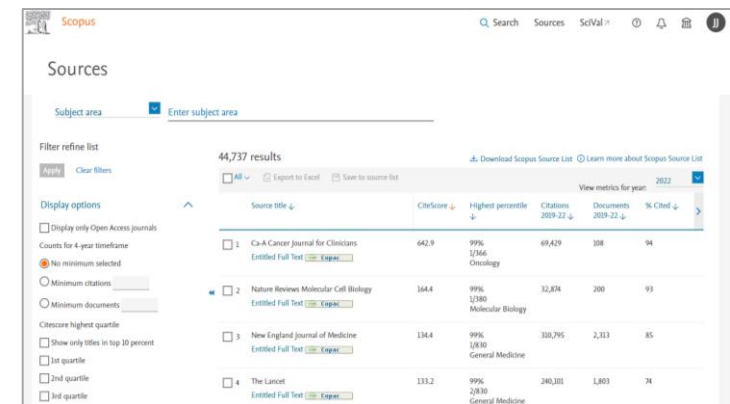 Scopus
Search Sources SciVal JJ
Sources
Subject area Enter subject area
Filter refine list
Apply Clear filters
44,737 results
Download Scopus Source List Learn more about Scopus Source List
All Export to Excel Save to source list
View metrics for year: 2022
Display options
Source title CiteScore Highest percentile Citations 2019-22 Documents 2019-22 % Cited
Display only Open Access journals
Counts for 4-year timeframe
No minimum selected
Minimum citations
Minimum documents
Citescore highest quartile
Show only titles in top 10 percent
1st quartile
2nd quartile
3rd quartile
1 Ca-A Cancer Journal for Clinicians 642.9 99% 69,429 108 94
1/366
Entitled Full Text Enpac
Oncology
2 Nature Reviews Molecular Cell Biology 164.4 99% 32,874 200 93
1/380
Entitled Full Text Enpac
Molecular Biology
3 New England Journal of Medicine 134.4 99% 310,795 2,313 85
1/830
Entitled Full Text Enpac
General Medicine
4 The Lancet 133.2 99% 240,101 1,803 74
2/830
Entitled Full Text Enpac
General Medicine